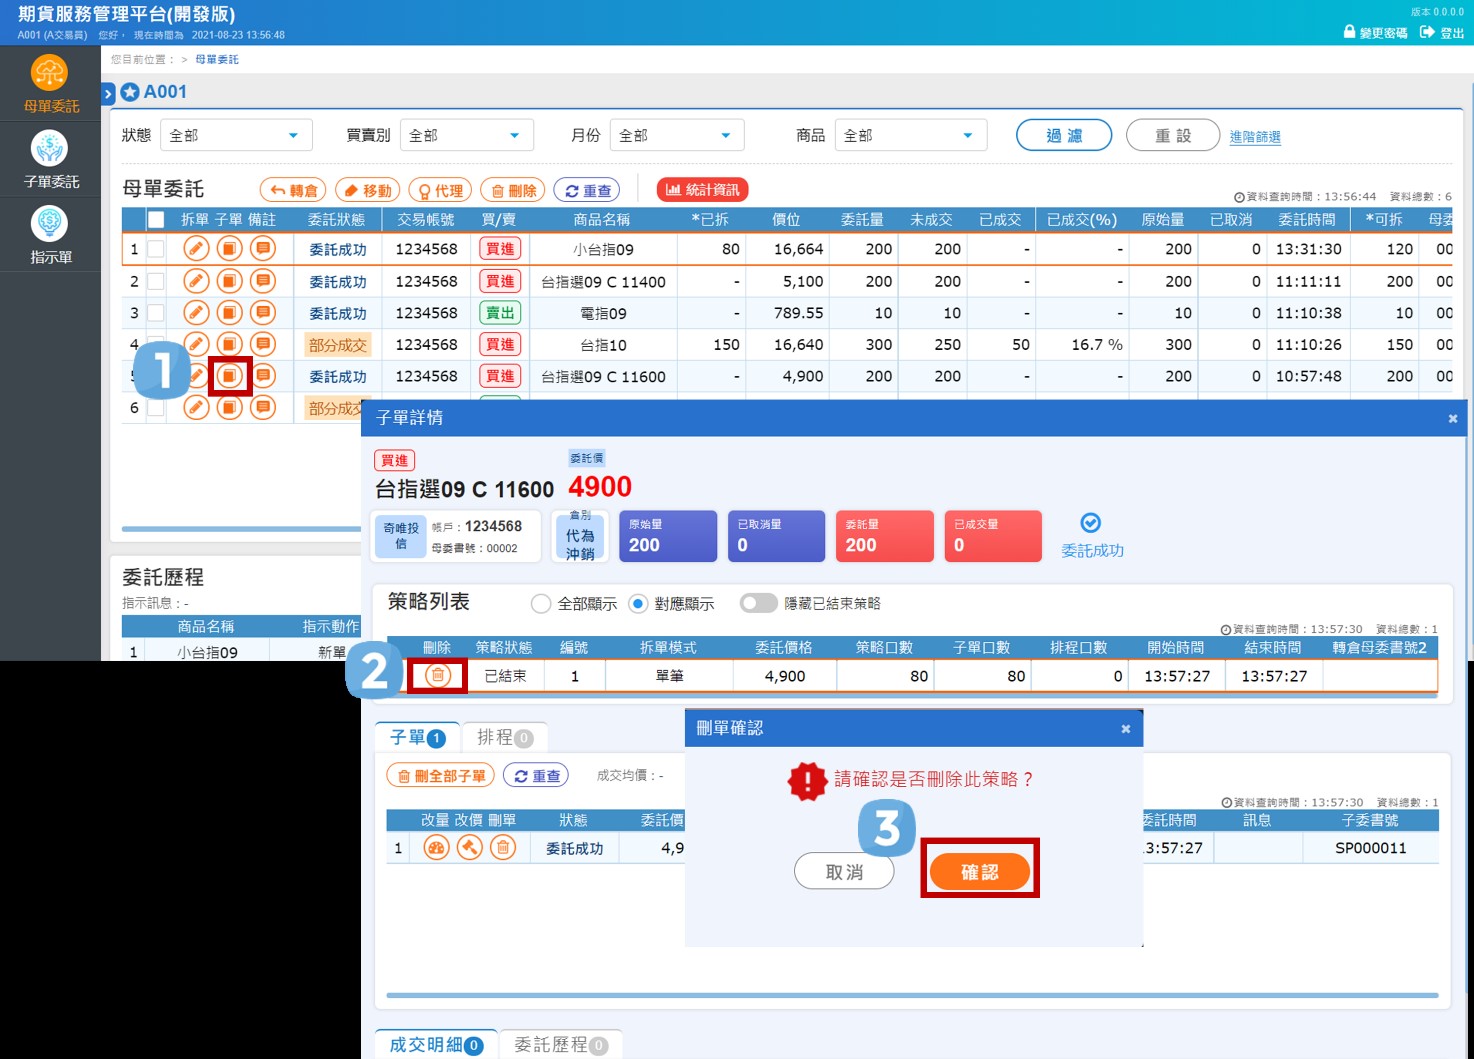 期貨服務管理平台(開發版)
版本 0.0.0.0
A001 (A交易員) 您好， 現在時間為 2021-08-23 13:56:48
變更密碼 登出
您目前位置： > 母單委託
母單委託
子單委託
指示單
A001
狀態 全部 買賣別 全部 月份 全部 商品 全部 過濾 重設 進階篩選
母單委託 轉倉 移動 代理 刪除 重查 統計資訊
資料查詢時間：13:56:44 資料總數：6
拆單 子單 備註 委託狀態 交易帳號 買/賣 商品名稱 *已拆 價位 委託量 未成交 已成交 已成交(%) 原始量 已取消 委託時間 *可拆 母委
1 委託成功 1234568 買進 小台指09 80 16,664 200 200 - - 200 0 13:31:30 120 00
2 委託成功 1234568 買進 台指選09 C 11400 - 5,100 200 200 - - 200 0 11:11:11 200 00
3 委託成功 1234568 賣出 電指09 - 789.55 10 10 - - 10 0 11:10:38 10 00
4 部分成交 1234568 買進 台指10 150 16,640 300 250 50 16.7 % 300 0 11:10:26 150 00
1
5 委託成功 1234568 買進 台指選09 C 11600 - 4,900 200 200 - - 200 0 10:57:48 200 00
6 部分成交
子單詳情
買進 委託價
台指選09 C 11600 4900
奇唯投信 帳戶：1234568
母委書號：00002
倉別
代為沖銷
原始量 200
已取消量 0
委託量 200
已成交量 0
委託成功
委託歷程
指示訊息：-
商品名稱 指示動作
1 小台指09 新單
策略列表 全部顯示 對應顯示 隱藏已結束策略
資料查詢時間：13:57:30 資料總數：1
刪除 策略狀態 編號 拆單模式 委託價格 策略口數 子單口數 排程口數 開始時間 結束時間 轉倉母委書號2
2
已結束 1 單筆 4,900 80 80 0 13:57:27 13:57:27
子單 1 排程 0
刪全部子單 重查 成交均價：-
資料查詢時間：13:57:30 資料總數：1
改量 改價 刪單 狀態 委託價 委託時間 訊息 子委書號
1 委託成功 4,9 3:57:27 SP000011
刪單確認
請確認是否刪除此策略？
3
取消 確認
成交明細 0 委託歷程 0